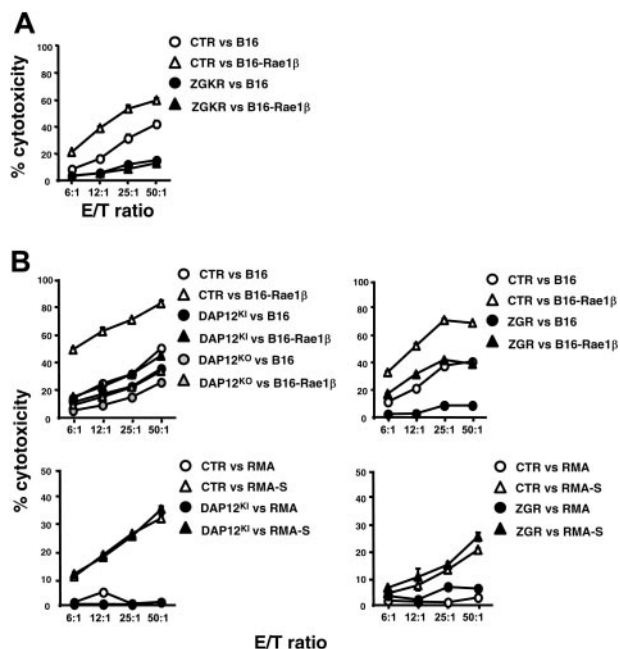 A
% cytotoxicity
100
80
60
40
20
0
6:1 12:1 25:1 50:1
E/T ratio
CTR vs B16
CTR vs B16-Rae1β
ZGKR vs B16
ZGKR vs B16-Rae1β
B
% cytotoxicity
100
80
60
40
20
0
6:1 12:1 25:1 50:1
CTR vs B16
CTR vs B16-Rae1β
DAP12KI vs B16
DAP12KI vs B16-Rae1β
DAP12KO vs B16
DAP12KO vs B16-Rae1β
100
80
60
40
20
0
6:1 12:1 25:1 50:1
CTR vs B16
CTR vs B16-Rae1β
ZGR vs B16
ZGR vs B16-Rae1β
50
40
30
20
10
0
6:1 12:1 25:1 50:1
CTR vs RMA
CTR vs RMA-S
DAP12KI vs RMA
DAP12KI vs RMA-S
50
40
30
20
10
0
6:1 12:1 25:1 50:1
CTR vs RMA
CTR vs RMA-S
ZGR vs RMA
ZGR vs RMA-S
E/T ratio